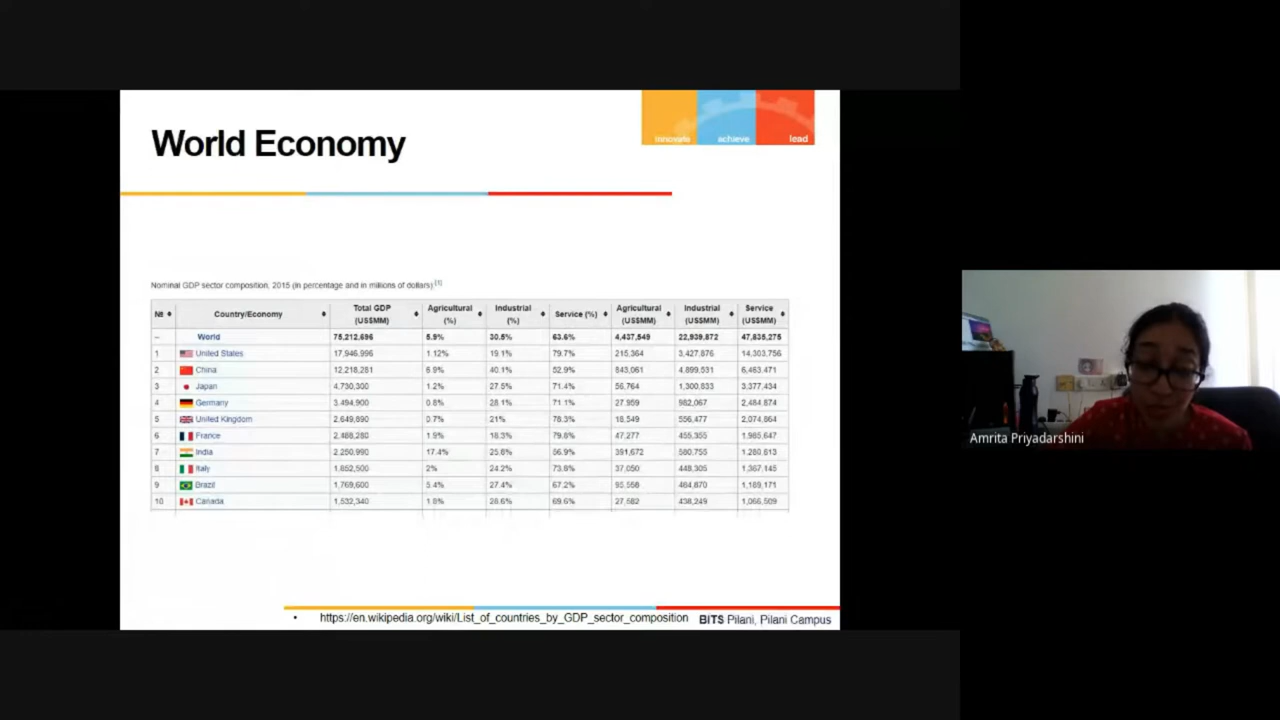 innovate achieve lead
World Economy
Nominal GDP sector composition, 2015 (in percentage and in millions of dollars) [1]
№ Country/Economy Total GDP (US$MM) Agricultural (%) Industrial (%) Service (%) Agricultural (US$MM) Industrial (US$MM) Service (US$MM)
– World 75,212,696 5.9% 30.5% 63.6% 4,437,549 22,939,872 47,835,275
1 United States 17,946,996 1.12% 19.1% 79.7% 215,364 3,427,876 14,303,756
2 China 12,218,281 6.9% 40.1% 52.9% 843,061 4,899,531 6,463,471
3 Japan 4,730,300 1.2% 27.5% 71.4% 56,764 1,300,833 3,377,434
4 Germany 3,494,900 0.8% 28.1% 71.1% 27,959 982,067 2,484,874
5 United Kingdom 2,649,890 0.7% 21% 78.3% 18,549 556,477 2,074,864
6 France 2,488,280 1.9% 18.3% 79.8% 47,277 455,355 1,985,647
7 India 2,250,990 17.4% 25.8% 56.9% 391,672 580,755 1,280,813
8 Italy 1,852,500 2% 24.2% 73.8% 37,050 448,305 1,367,145
9 Brazil 1,769,600 5.4% 27.4% 67.2% 95,558 484,870 1,189,171
10 Canada 1,532,340 1.8% 28.6% 69.6% 27,582 438,249 1,066,509
• https://en.wikipedia.org/wiki/List_of_countries_by_GDP_sector_composition
BITS Pilani, Pilani Campus
Amrita Priyadarshini